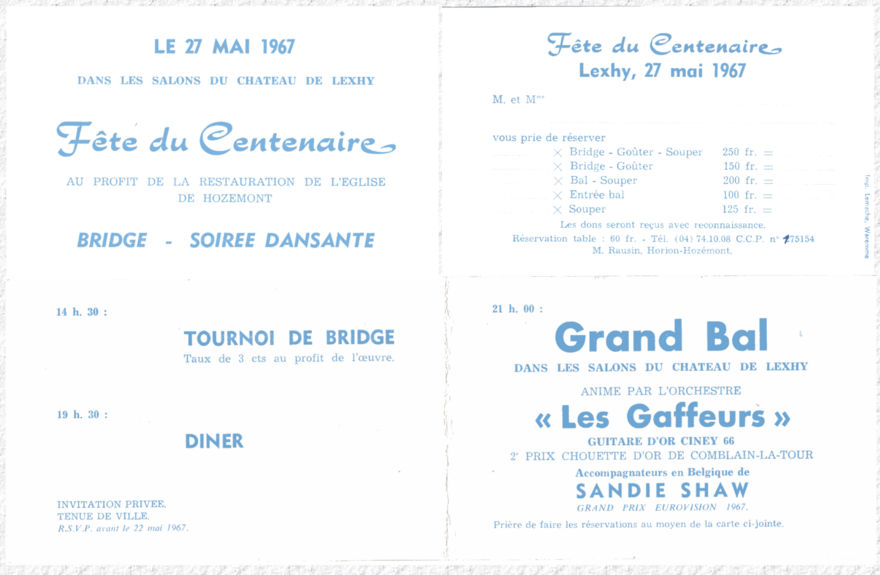 LE 27 MAI 1967
DANS LES SALONS DU CHATEAU DE LEXHY
Fête du Centenaire
AU PROFIT DE LA RESTAURATION DE L'EGLISE
DE HOZEMONT
BRIDGE - SOIREE DANSANTE
14 h. 30 :
TOURNOI DE BRIDGE
Taux de 3 cts au profit de l'œuvre.
19 h. 30 :
DINER
INVITATION PRIVEE.
TENUE DE VILLE.
R.S.V.P. avant le 22 mai 1967.
Fête du Centenaire
Lexhy, 27 mai 1967
M. et Mme
vous prie de réserver
× Bridge - Goûter - Souper 250 fr. =
× Bridge - Goûter 150 fr. =
× Bal - Souper 200 fr. =
× Entrée bal 100 fr. =
× Souper 125 fr. =
Les dons seront reçus avec reconnaissance.
Réservation table : 60 fr. - Tél. (04) 74.10.08 C.C.P. n° 775154
M. Rausin, Horion-Hozémont.
Imp. Lerruche, Waremme
21 h. 00 :
Grand Bal
DANS LES SALONS DU CHATEAU DE LEXHY
ANIME PAR L'ORCHESTRE
« Les Gaffeurs »
GUITARE D'OR CINEY 66
2e PRIX CHOUETTE D'OR DE COMBLAIN-LA-TOUR
Accompagnateurs en Belgique de
SANDIE SHAW
GRAND PRIX EUROVISION 1967.
Prière de faire les réservations au moyen de la carte ci-jointe.